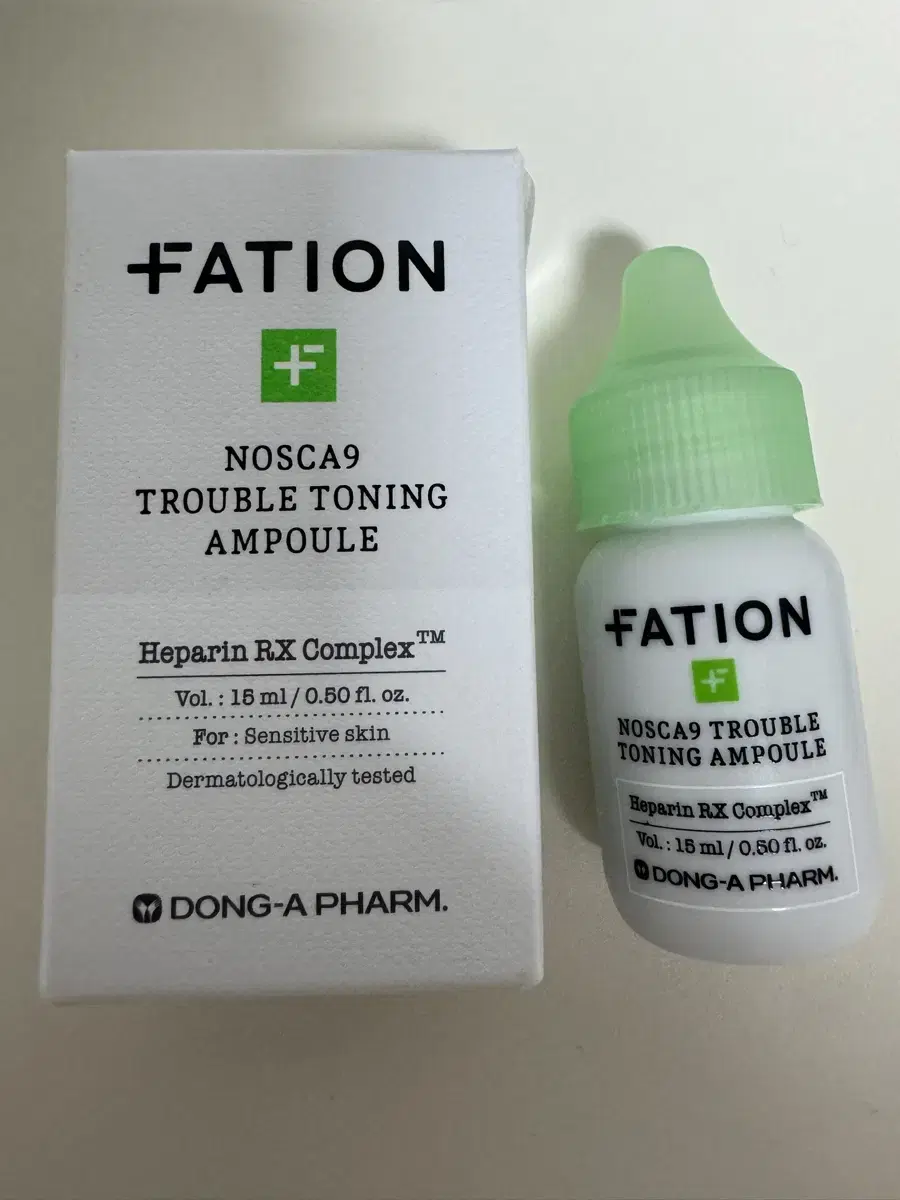 FATION
NOSCA9
TROUBLE TONING
AMPOULE
Heparin RX Complex™
Vol. : 15 ml / 0.50 fl. oz.
For : Sensitive skin
Dermatologically tested
DONG-A PHARM.
FATION
NOSCA9 TROUBLE
TONING AMPOULE
Heparin RX Complex™
Vol. : 15 ml / 0.50 fl. oz.
DONG-A PHARM.